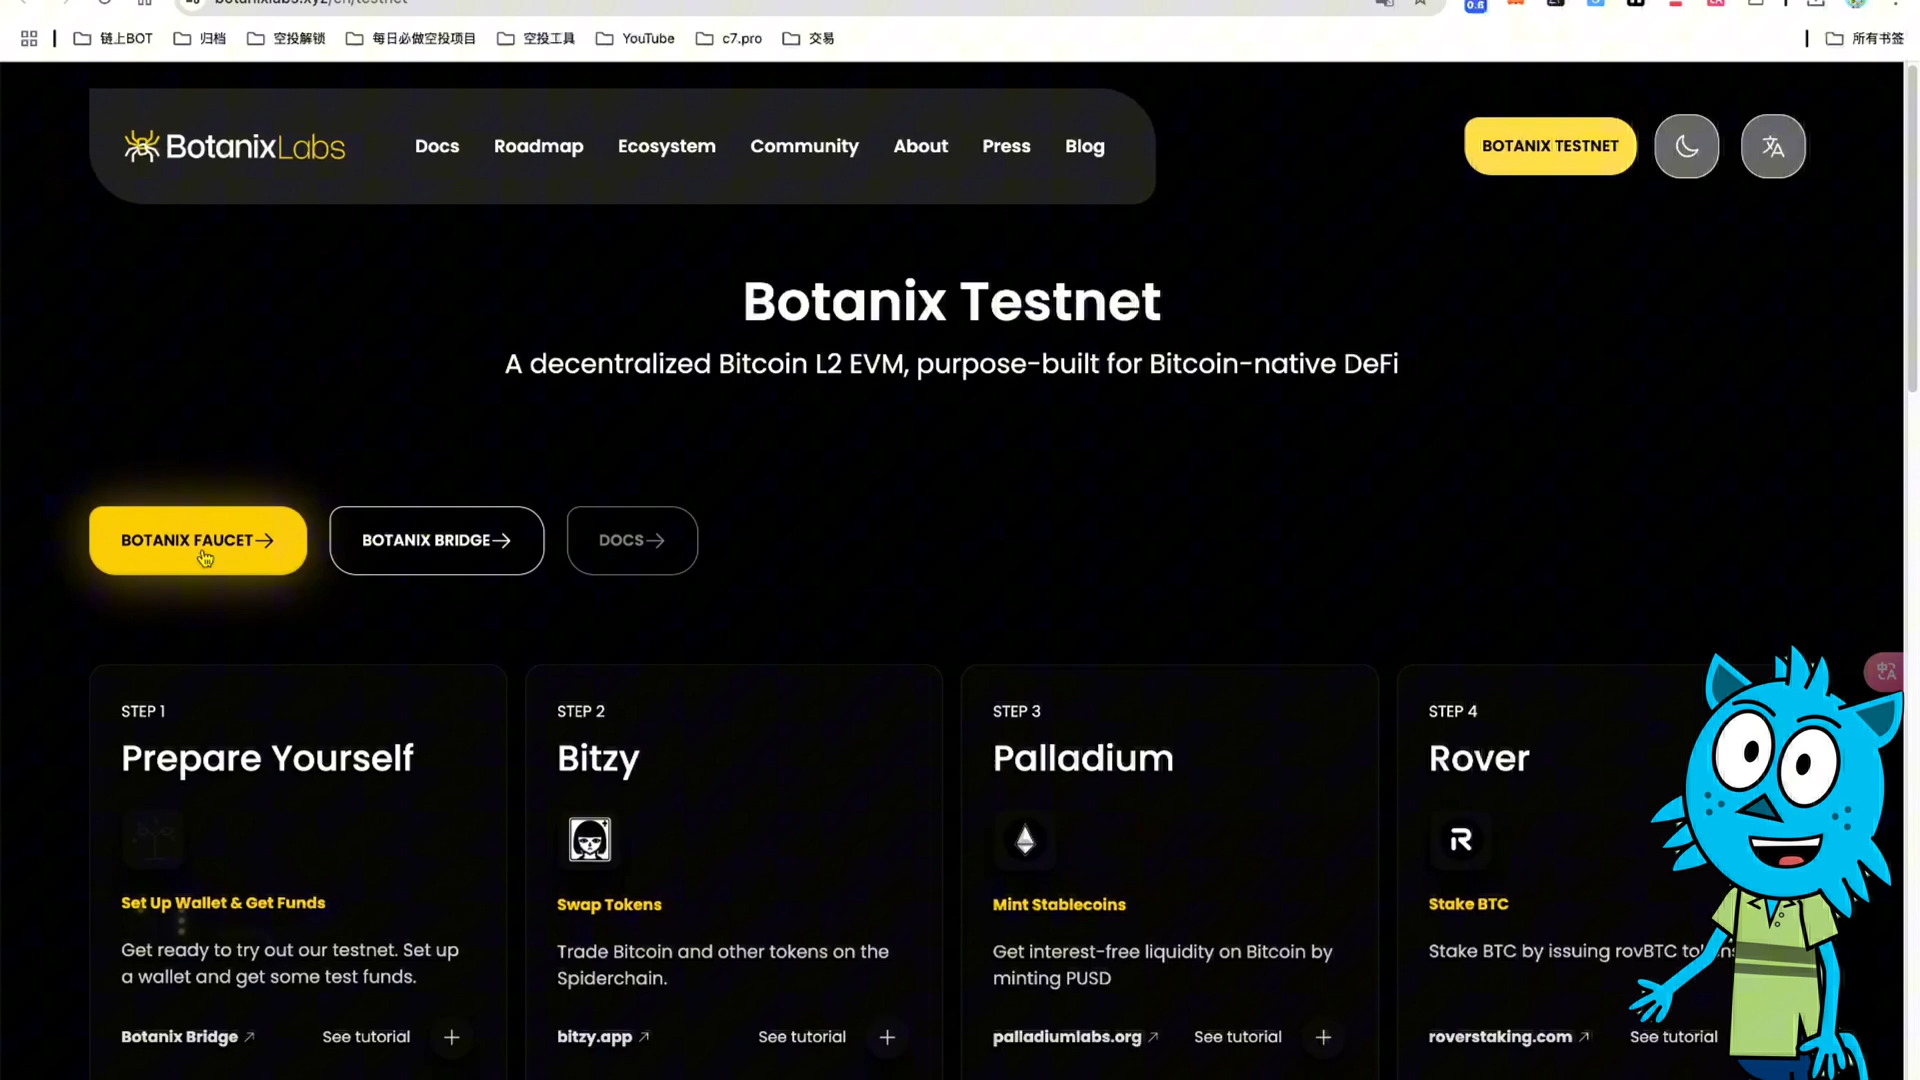 链上BOT
归档
空投解锁
每日必做空投项目
空投工具
YouTube
c7.pro
交易
所有书签
BotanixLabs
Docs
Roadmap
Ecosystem
Community
About
Press
Blog
BOTANIX TESTNET
Botanix Testnet
A decentralized Bitcoin L2 EVM, purpose-built for Bitcoin-native DeFi
BOTANIX FAUCET
BOTANIX BRIDGE
DOCS
STEP 1
Prepare Yourself
Set Up Wallet & Get Funds
Get ready to try out our testnet. Set up
a wallet and get some test funds.
Botanix Bridge
See tutorial
STEP 2
Bitzy
Swap Tokens
Trade Bitcoin and other tokens on the
Spiderchain.
bitzy.app
See tutorial
STEP 3
Palladium
Mint Stablecoins
Get interest-free liquidity on Bitcoin by
minting PUSD
palladiumlabs.org
See tutorial
STEP 4
Rover
Stake BTC
Stake BTC by issuing rovBTC
roverstaking.com
See tutorial